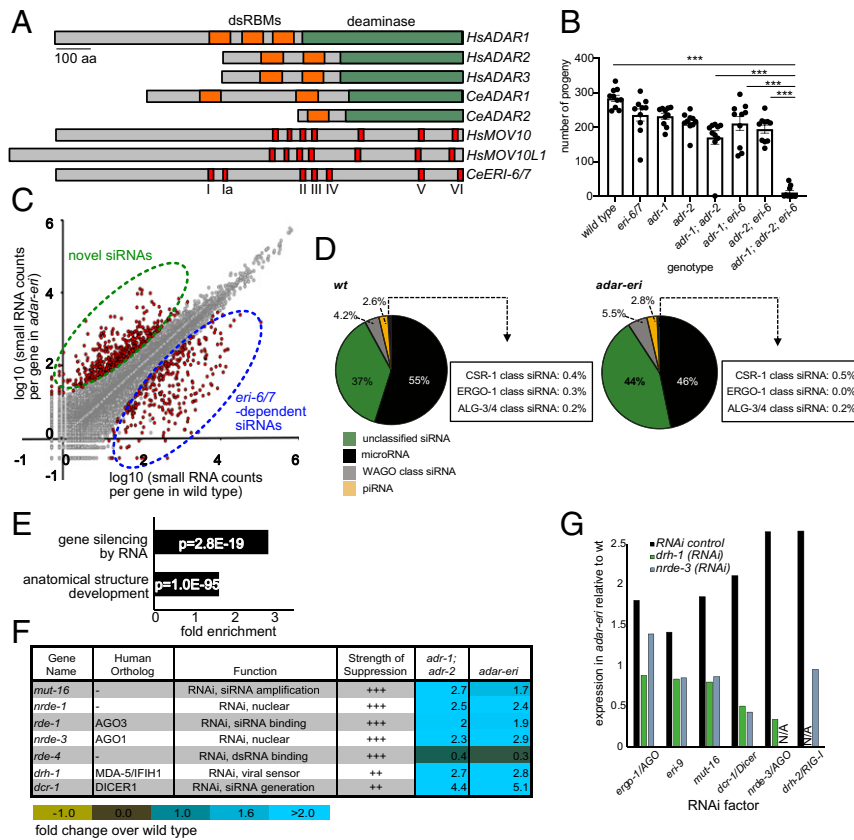 A
dsRBMs deaminase
HsADAR1
100 aa
HsADAR2
HsADAR3
CeADAR1
CeADAR2
HsMOV10
HsMOV10L1
CeERI-6/7
I Ia II III IV V VI
B
number of progeny
400
300
200
100
0
***
***
***
***
wild type
eri-6/7
adr-1
adr-2
adr-1; adr-2
adr-1; eri-6
adr-2; eri-6
adr-1; adr-2; eri-6
genotype
C
log10 (small RNA counts
per gene in adar-eri)
6
4
2
0
-1
-1 0 2 4 6
novel siRNAs
eri-6/7
-dependent
siRNAs
log10 (small RNA counts
per gene in wild type)
D
wt
2.6%
4.2%
37%
55%
CSR-1 class siRNA: 0.4%
ERGO-1 class siRNA: 0.3%
ALG-3/4 class siRNA: 0.2%
adar-eri
2.8%
5.5%
44%
46%
CSR-1 class siRNA: 0.5%
ERGO-1 class siRNA: 0.0%
ALG-3/4 class siRNA: 0.2%
unclassified siRNA
microRNA
WAGO class siRNA
piRNA
E
gene silencing
by RNA
p=2.8E-19
anatomical structure
development
p=1.0E-95
0 1 2 3
fold enrichment
F
Gene Name Human Ortholog Function Strength of Suppression adr-1; adr-2 adar-eri
mut-16 - RNAi, siRNA amplification +++ 2.7 1.7
nrde-1 - RNAi, nuclear +++ 2.5 2.4
rde-1 AGO3 RNAi, siRNA binding +++ 2 1.9
nrde-3 AGO1 RNAi, nuclear +++ 2.3 2.9
rde-4 - RNAi, dsRNA binding +++ 0.4 0.3
drh-1 MDA-5/IFIH1 RNAi, viral sensor ++ 2.7 2.8
dcr-1 DICER1 RNAi, siRNA generation ++ 4.4 5.1
-1.0 0.0 1.0 1.6 >2.0
fold change over wild type
G
expression in adar-eri relative to wt
2.5
2
1.5
1
0.5
0
RNAi control
drh-1 (RNAi)
nrde-3 (RNAi)
N/A
N/A
ergo-1/AGO
eri-9
mut-16
dcr-1/Dicer
nrde-3/AGO
drh-2/RIG-I
RNAi factor